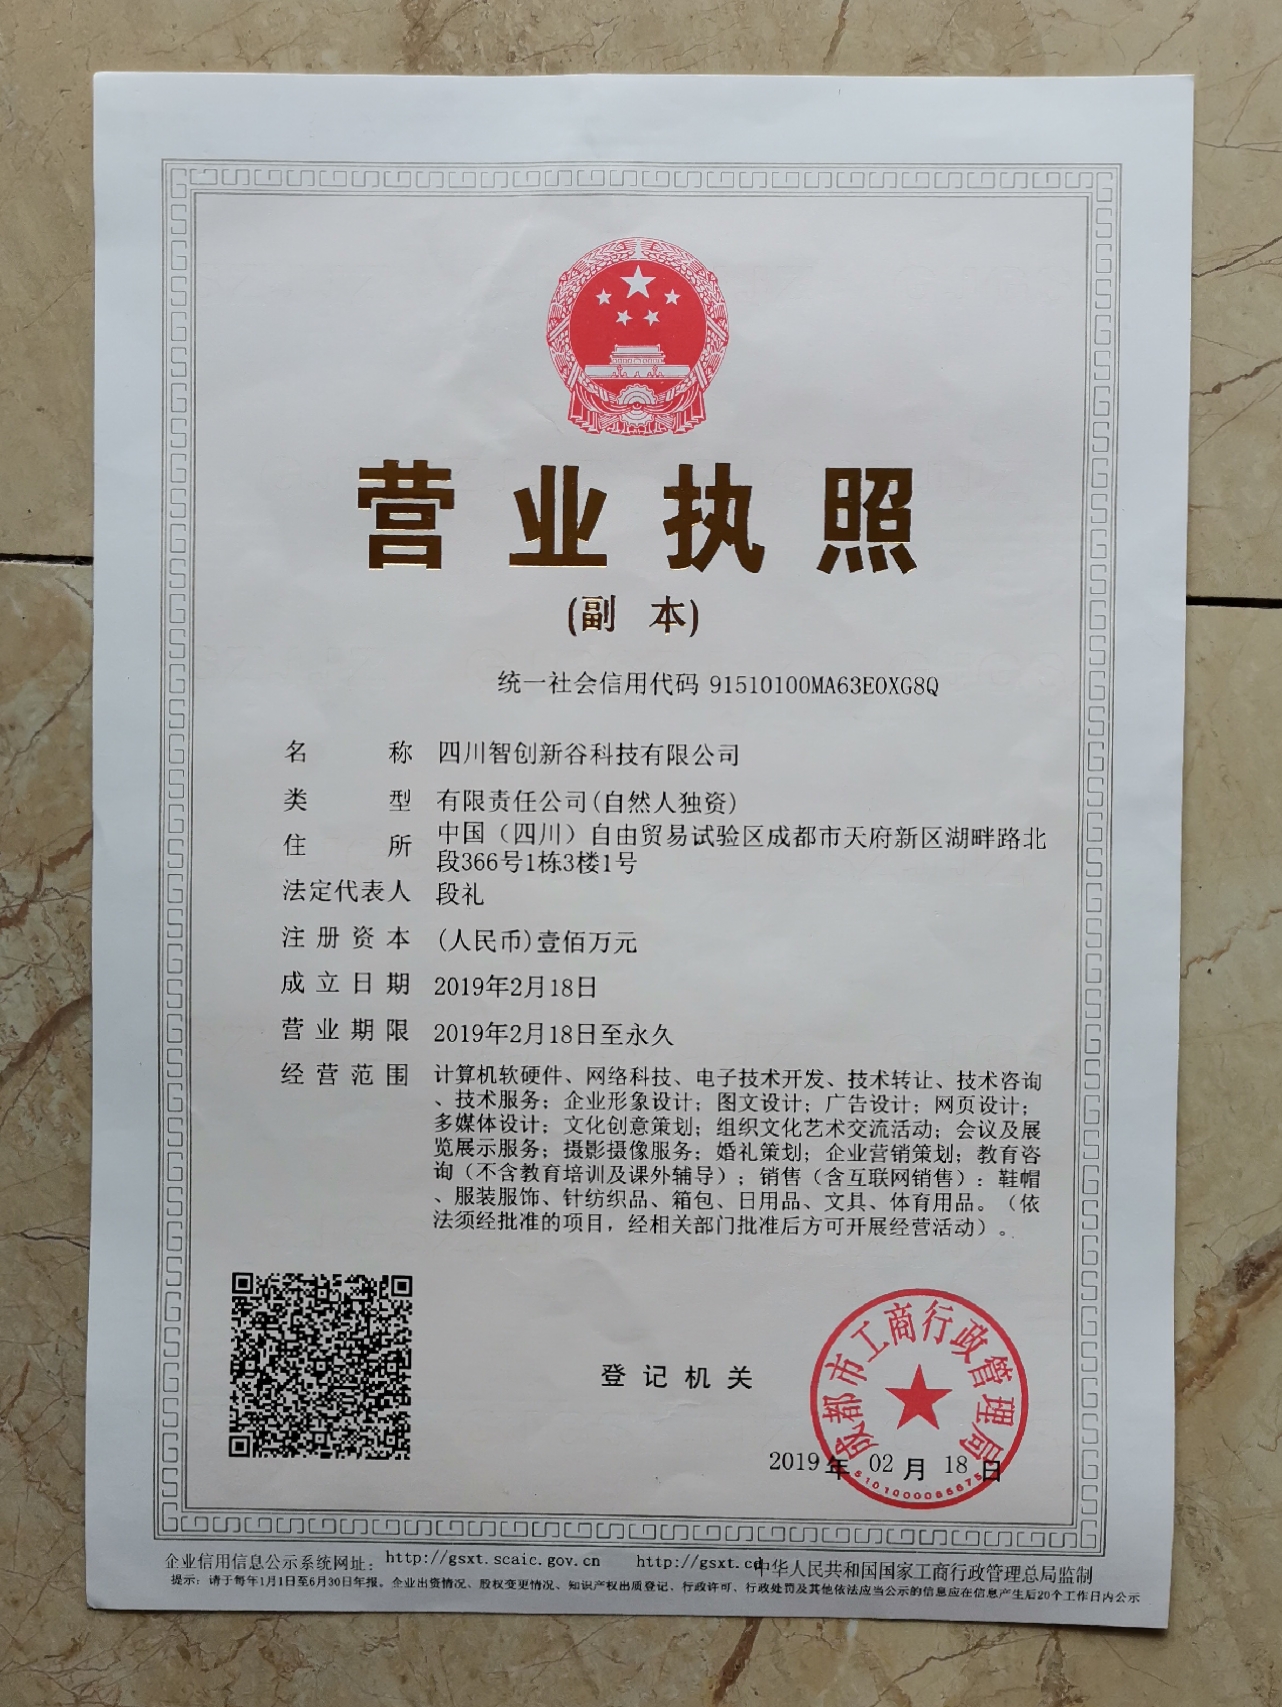 营业执照
(副 本)
统一社会信用代码 91510100MA63E0XG8Q
名 称 四川智创新谷科技有限公司
类 型 有限责任公司(自然人独资)
住 所 中国（四川）自由贸易试验区成都市天府新区湖畔路北
段366号1栋3楼1号
法定代表人 段礼
注册资本 (人民币)壹佰万元
成立日期 2019年2月18日
营业期限 2019年2月18日至永久
经营范围 计算机软硬件、网络科技、电子技术开发、技术转让、技术咨询
、技术服务；企业形象设计；图文设计；广告设计；网页设计；
多媒体设计；文化创意策划；组织文化艺术交流活动；会议及展
览展示服务；摄影摄像服务；婚礼策划；企业营销策划；教育咨
询（不含教育培训及课外辅导）；销售（含互联网销售）：鞋帽
、服装服饰、针纺织品、箱包、日用品、文具、体育用品。（依
法须经批准的项目，经相关部门批准后方可开展经营活动）。
登记机关
成都市工商行政管理局
2019年 02月 18日
企业信用信息公示系统网址： http://gsxt.scaic.gov.cn http://gsxt.cd
中华人民共和国国家工商行政管理总局监制
提示：请于每年1月1日至6月30日年报。企业出资情况、股权变更情况、知识产权出质登记、行政许可、行政处罚及其他依法应当公示的信息应在信息产生后20个工作日内公示